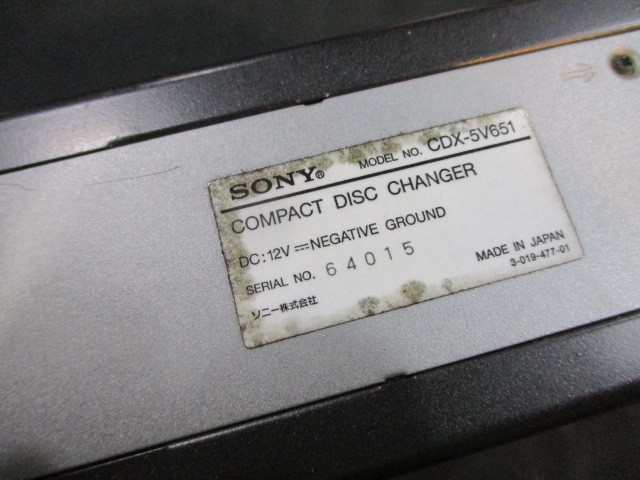 SONY® MODEL NO. CDX-5V651
COMPACT DISC CHANGER
DC:12V ⎓NEGATIVE GROUND
SERIAL NO. 64015
MADE IN JAPAN
ソニー株式会社
3-019-477-01